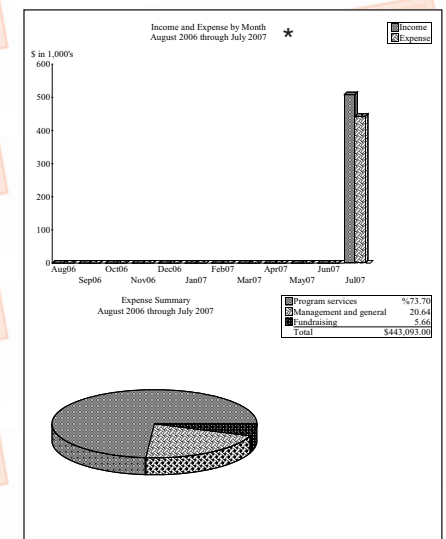 Income and Expense by Month
August 2006 through July 2007 *
Income
Expense
$ in 1,000's
600
500
400
300
200
100
0
Aug06 Oct06 Dec06 Feb07 Apr07 Jun07
Sep06 Nov06 Jan07 Mar07 May07 Jul07
Expense Summary
August 2006 through July 2007
Program services %73.70
Management and general 20.64
Fundraising 5.66
Total $443,093.00